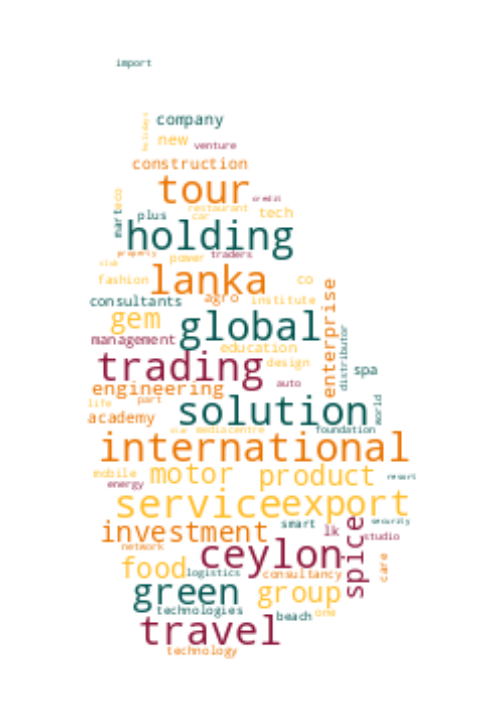 import
holidays
company
new
venture
construction
tour
credit
eco
mart
plus
restaurant
car
tech
holding
property
power
traders
club
lanka
fashion
co
consultants
agro
institute
enterprise
gem
global
management
education
distributor
trading
design
spa
engineering
auto
life
part
solution
world
academy
mediacentre
foundation
international
mobile
motor
product
resort
energy
service
export
investment
smart
lk
security
studio
network
ceylon
spice
food
logistics
consultancy
care
green
group
technologies
beach
one
travel
technology